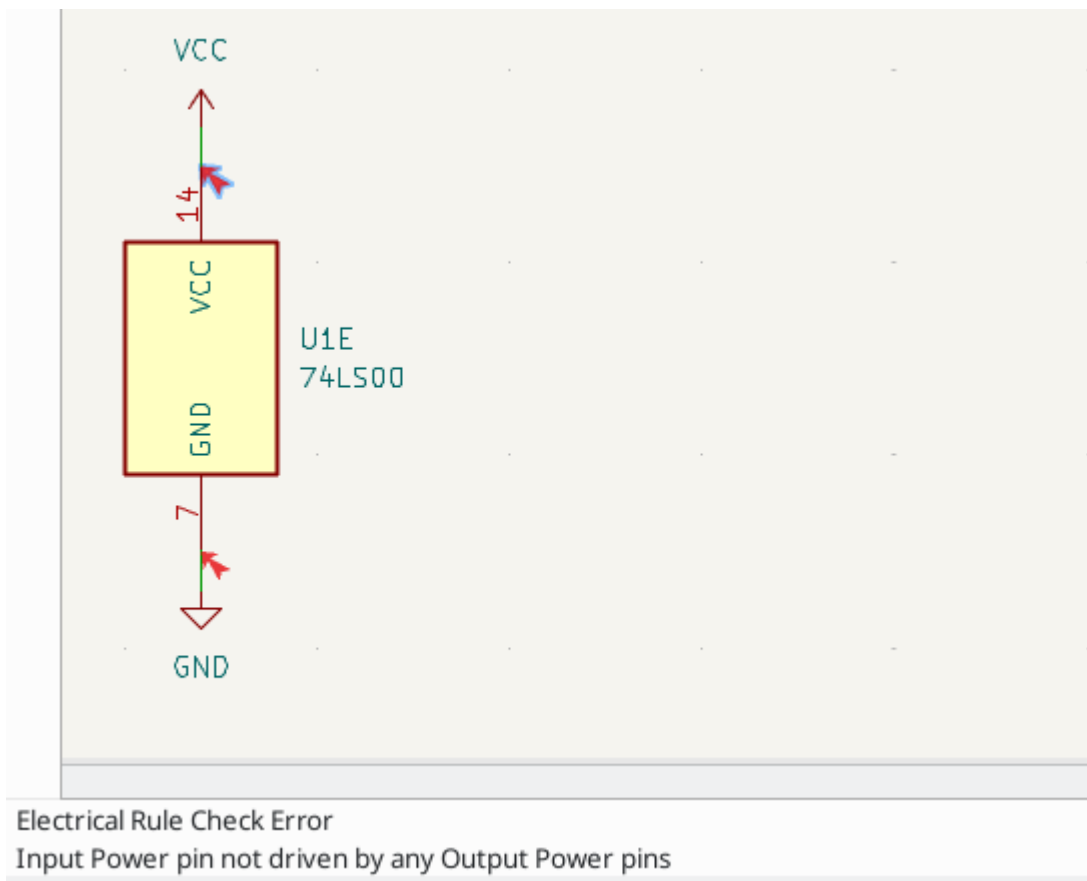 VCC
14
VCC
U1E
74LS00
GND
7
GND
Electrical Rule Check Error
Input Power pin not driven by any Output Power pins